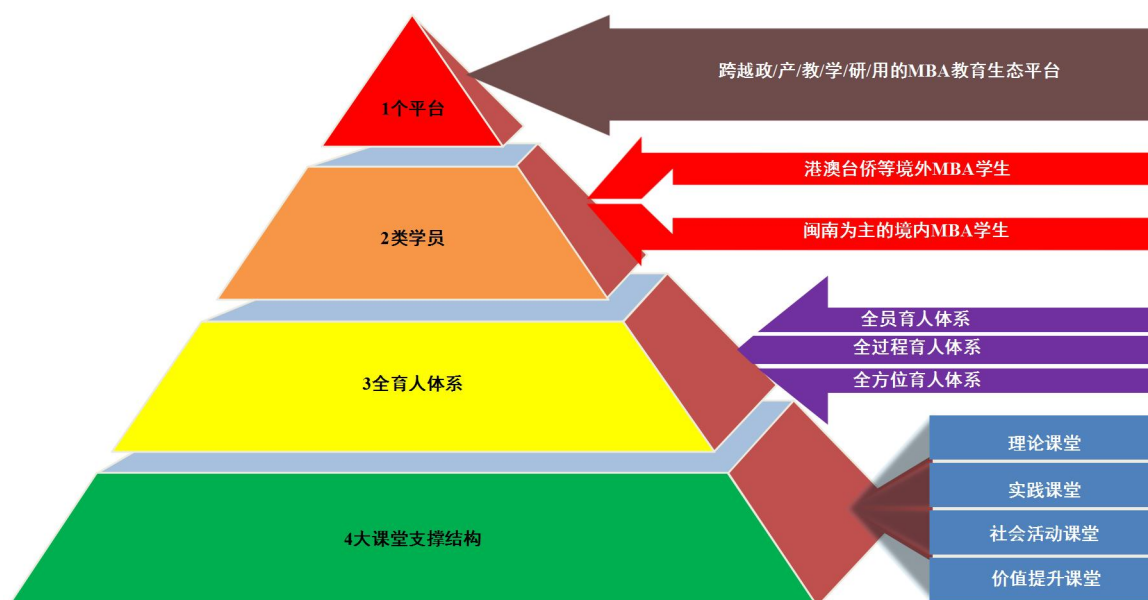 跨越政/产/教/学/研/用的MBA教育生态平台
1个平台
港澳台侨等境外MBA学生
2类学员
闽南为主的境内MBA学生
全员育人体系
全过程育人体系
3全育人体系
全方位育人体系
理论课堂
实践课堂
社会活动课堂
4大课堂支撑结构
价值提升课堂